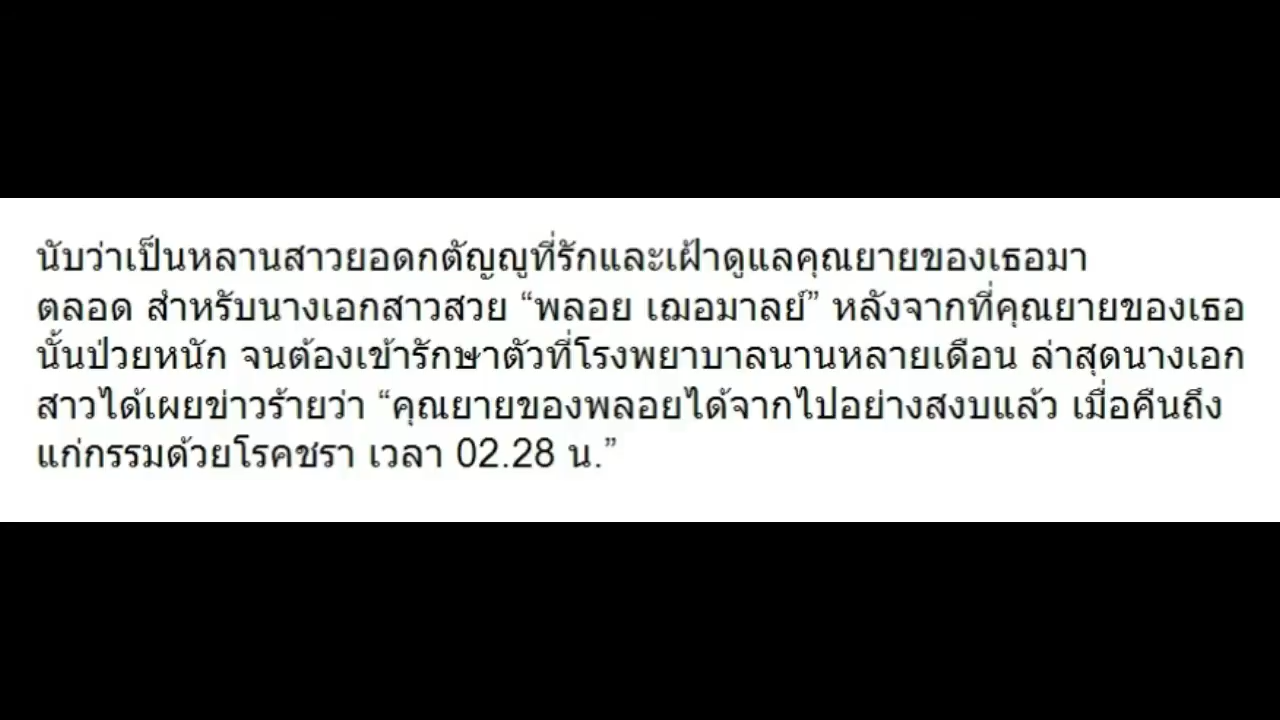 นับว่าเป็นหลานสาวยอดกตัญญูที่รักและเฝ้าดูแลคุณยายของเธอมา
ตลอด สำหรับนางเอกสาวสวย “พลอย เฌอมาลย์” หลังจากที่คุณยายของเธอ
นั้นป่วยหนัก จนต้องเข้ารักษาตัวที่โรงพยาบาลนานหลายเดือน ล่าสุดนางเอก
สาวได้เผยข่าวร้ายว่า “คุณยายของพลอยได้จากไปอย่างสงบแล้ว เมื่อคืนถึง
แก่กรรมด้วยโรคชรา เวลา 02.28 น.”